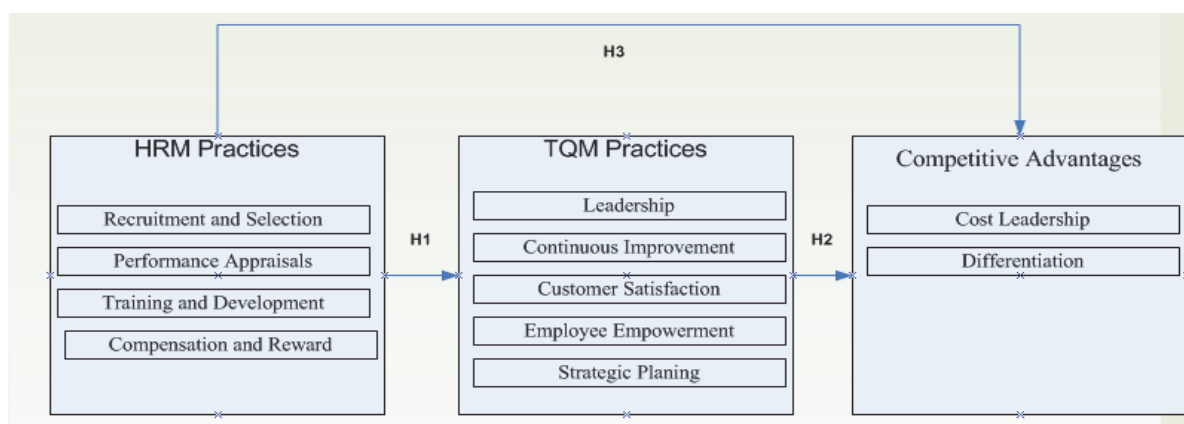 H3
HRM Practices
Recruitment and Selection
Performance Appraisals
Training and Development
Compensation and Reward
H1
TQM Practices
Leadership
Continuous Improvement
Customer Satisfaction
Employee Empowerment
Strategic Planing
H2
Competitive Advantages
Cost Leadership
Differentiation